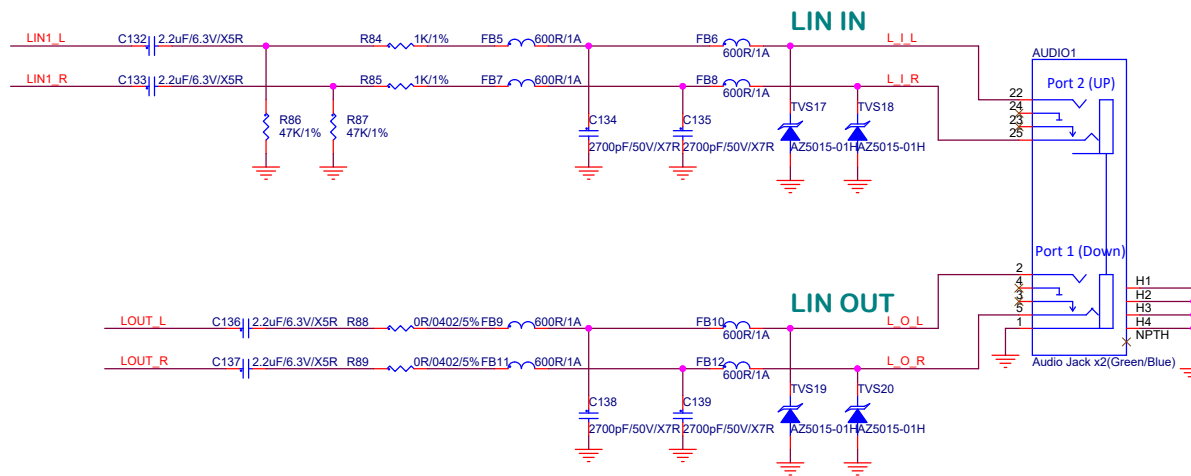 LIN IN
LIN1_L C132 2.2uF/6.3V/X5R R84 1K/1% FB5 600R/1A FB6 600R/1A L_I_L
LIN1_R C133 2.2uF/6.3V/X5R R85 1K/1% FB7 600R/1A FB8 600R/1A L_I_R
AUDIO1
Port 2 (UP)
22
24
23
25
R86
47K/1%
R87
47K/1%
C134
2700pF/50V/X7R
C135
2700pF/50V/X7R
TVS17
AZ5015-01H
TVS18
AZ5015-01H
LIN OUT
Port 1 (Down)
2
4
3
5
1
H1
H2
H3
H4
NPTH
Audio Jack x2(Green/Blue)
LOUT_L C136 2.2uF/6.3V/X5R R88 0R/0402/5% FB9 600R/1A FB10 600R/1A L_O_L
LOUT_R C137 2.2uF/6.3V/X5R R89 0R/0402/5% FB11 600R/1A FB12 600R/1A L_O_R
C138
2700pF/50V/X7R
C139
2700pF/50V/X7R
TVS19
AZ5015-01H
TVS20
AZ5015-01H